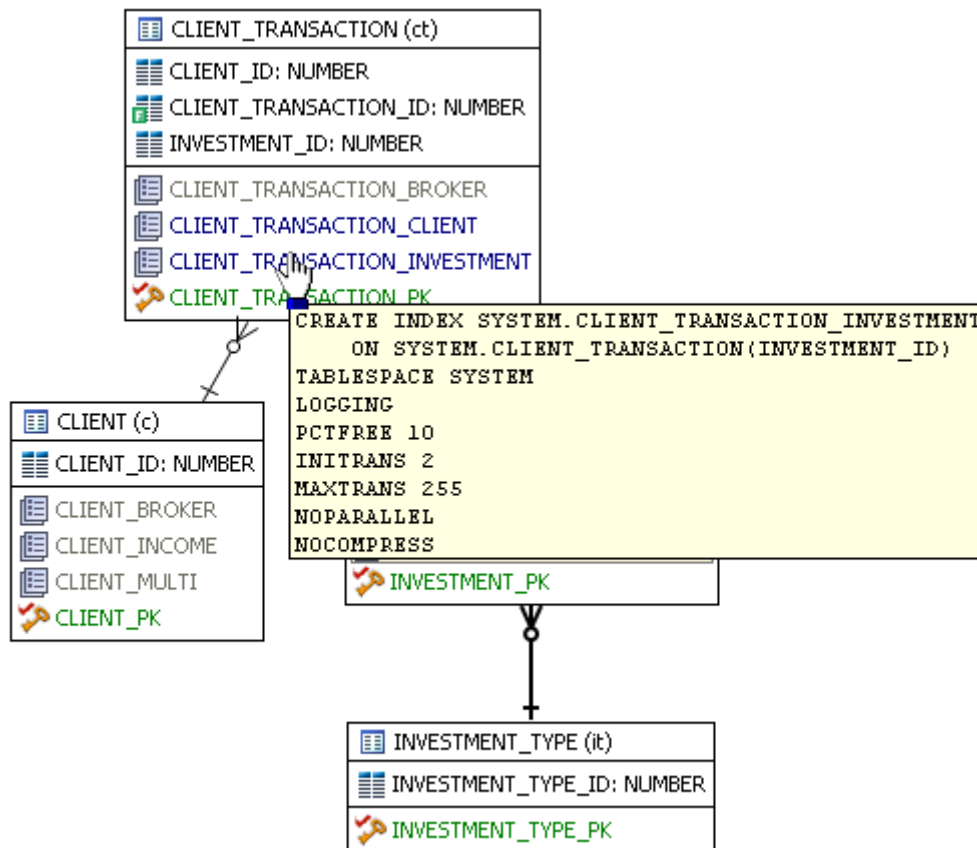 CLIENT_TRANSACTION (ct)
CLIENT_ID: NUMBER
CLIENT_TRANSACTION_ID: NUMBER
INVESTMENT_ID: NUMBER
CLIENT_TRANSACTION_BROKER
CLIENT_TRANSACTION_CLIENT
CLIENT_TRANSACTION_INVESTMENT
CLIENT_TRANSACTION_PK
CREATE INDEX SYSTEM.CLIENT_TRANSACTION_INVESTMENT
ON SYSTEM.CLIENT_TRANSACTION(INVESTMENT_ID)
TABLESPACE SYSTEM
LOGGING
PCTFREE 10
INITRANS 2
MAXTRANS 255
NOPARALLEL
NOCOMPRESS
CLIENT (c)
CLIENT_ID: NUMBER
CLIENT_BROKER
CLIENT_INCOME
CLIENT_MULTI
CLIENT_PK
INVESTMENT_PK
INVESTMENT_TYPE (it)
INVESTMENT_TYPE_ID: NUMBER
INVESTMENT_TYPE_PK